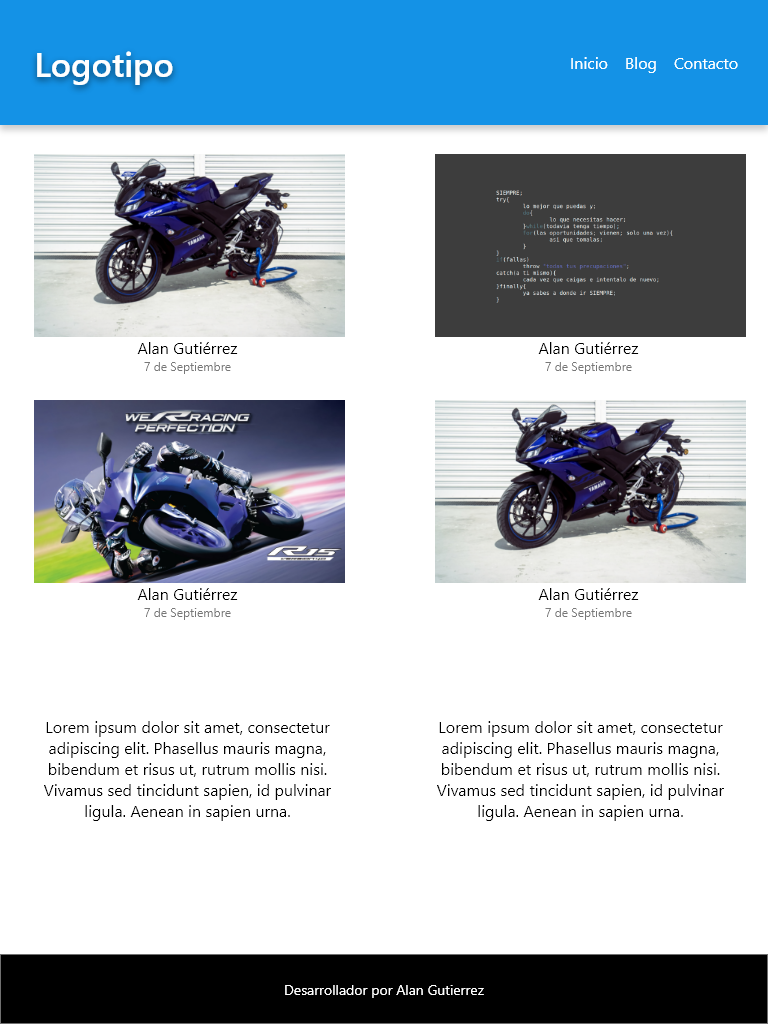 Logotipo
Inicio Blog Contacto
R15
YAMAHA
SIEMPRE;
try{
lo mejor que puedas y;
do{
lo que necesitas hacer;
}while(todavia tenga tiempo);
for(las oportunidades; vienen; solo una vez){
asi que tomalas;
}
}
if(fallas)
throw "todas tus preocupaciones";
catch(a ti mismo){
cada vez que caigas e intentalo de nuevo;
}finally{
ya sabes a donde ir SIEMPRE;
}
Alan Gutiérrez
7 de Septiembre
Alan Gutiérrez
7 de Septiembre
WE R RACING
PERFECTION
R15
Alan Gutiérrez
7 de Septiembre
R15
YAMAHA
Alan Gutiérrez
7 de Septiembre
Lorem ipsum dolor sit amet, consectetur
adipiscing elit. Phasellus mauris magna,
bibendum et risus ut, rutrum mollis nisi.
Vivamus sed tincidunt sapien, id pulvinar
ligula. Aenean in sapien urna.
Lorem ipsum dolor sit amet, consectetur
adipiscing elit. Phasellus mauris magna,
bibendum et risus ut, rutrum mollis nisi.
Vivamus sed tincidunt sapien, id pulvinar
ligula. Aenean in sapien urna.
Desarrollador por Alan Gutierrez